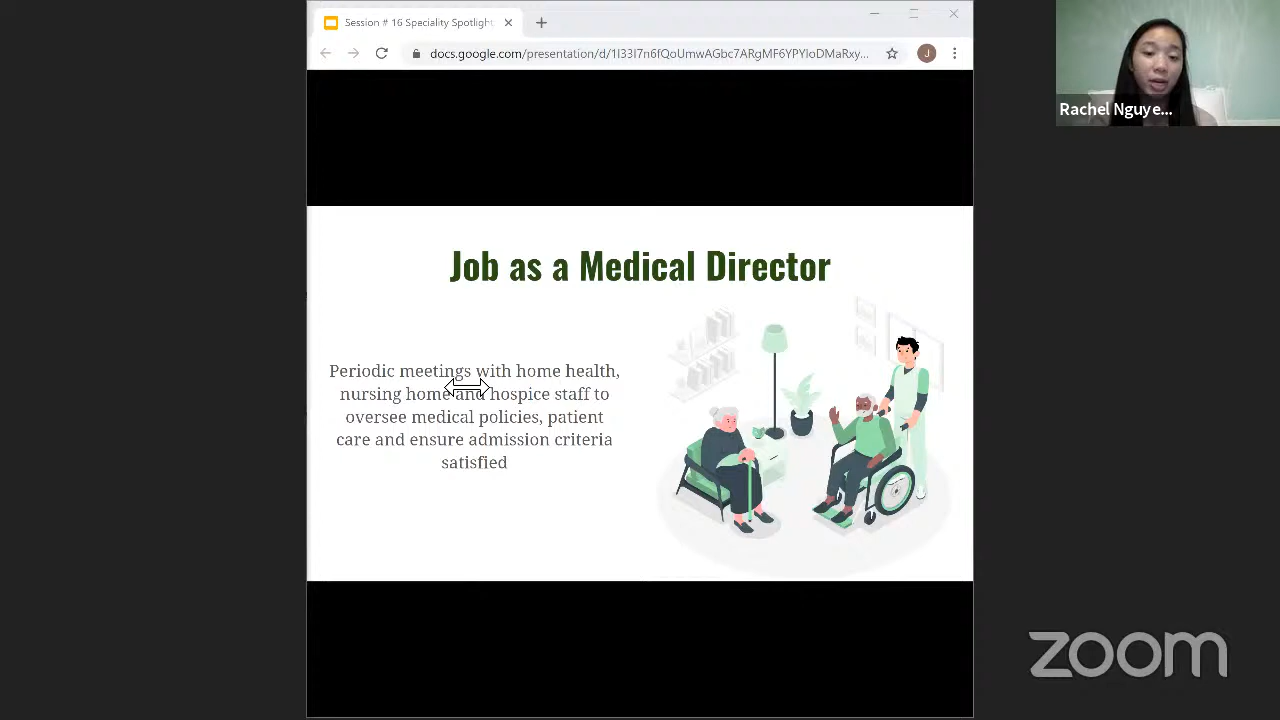 Session # 16 Speciality Spotlight
docs.google.com/presentation/d/1I33I7n6fQoUmwAGbc7ARgMF6YPYIoDMaRxy...
J
Rachel Nguye...
Job as a Medical Director
Periodic meetings with home health,
nursing home and hospice staff to
oversee medical policies, patient
care and ensure admission criteria
satisfied
zoom